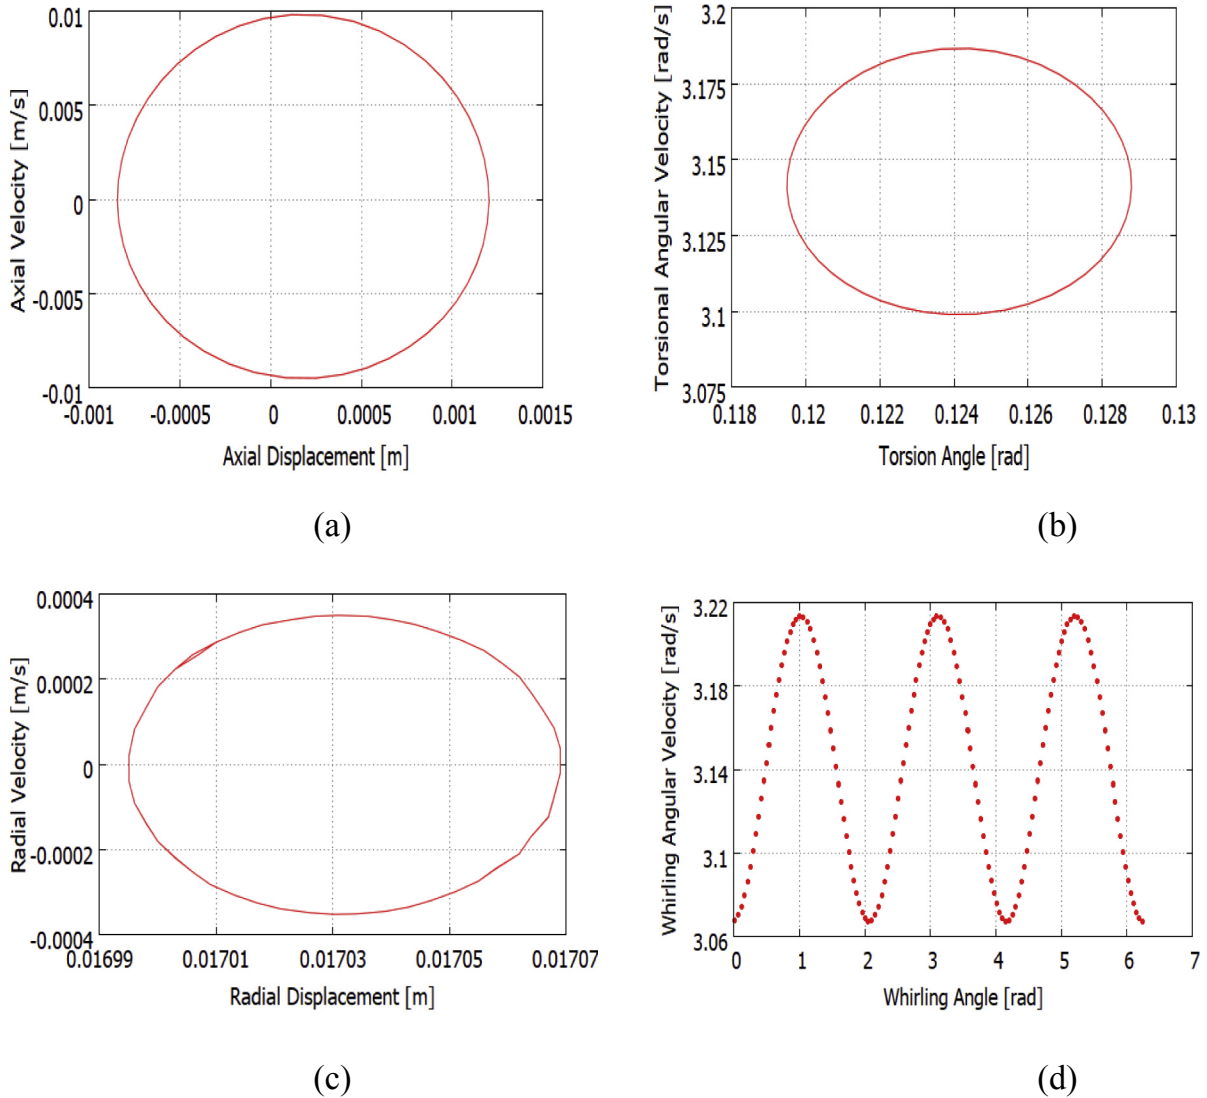 0.01
0.005
0
-0.005
-0.01
Axial Velocity [m/s]
-0.001 -0.0005 0 0.0005 0.001 0.0015
Axial Displacement [m]
(a)
3.2
3.175
3.15
3.125
3.1
3.075
Torsional Angular Velocity [rad/s]
0.118 0.12 0.122 0.124 0.126 0.128 0.13
Torsion Angle [rad]
(b)
0.0004
0.0002
0
-0.0002
-0.0004
Radial Velocity [m/s]
0.01699 0.01701 0.01703 0.01705 0.01707
Radial Displacement [m]
(c)
3.22
3.18
3.14
3.1
3.06
Whirling Angular Velocity [rad/s]
0 1 2 3 4 5 6 7
Whirling Angle [rad]
(d)